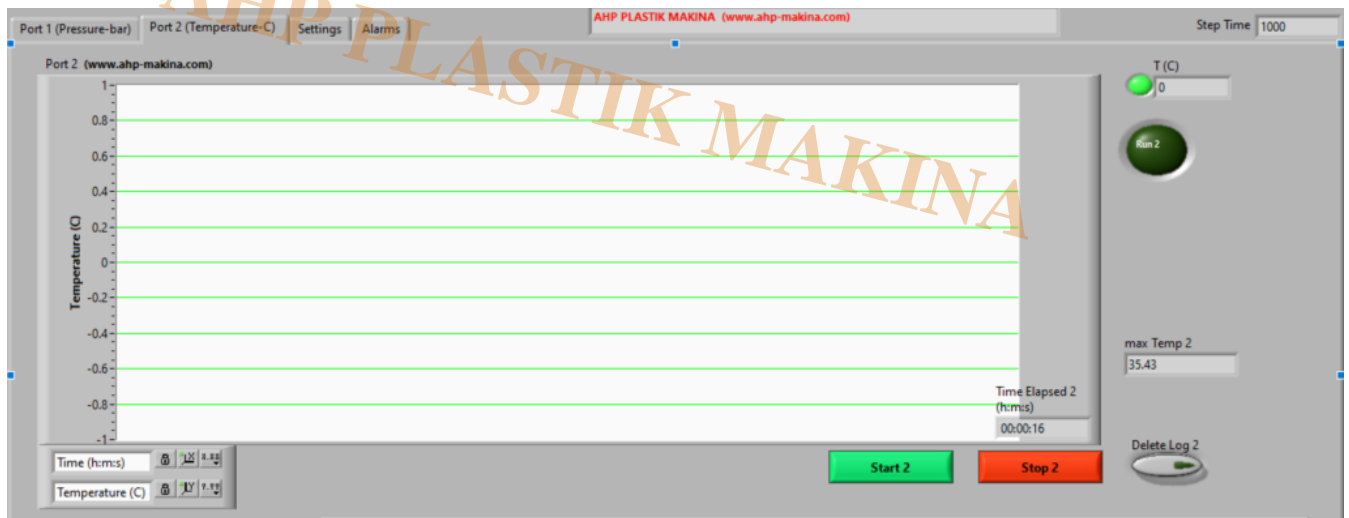 AHP PLASTIK MAKINA
AHP PLASTIK MAKINA (www.ahp-makina.com)
Port 1 (Pressure-bar) Port 2 (Temperature-C) Settings Alarms
Step Time 1000
Port 2 (www.ahp-makina.com)
T (C)
0
Run 2
1
0.8
0.6
0.4
0.2
0
-0.2
-0.4
-0.6
-0.8
-1
Temperature (C)
max Temp 2
35.43
Time Elapsed 2
(h:m:s)
00:00:16
Time (h:m:s)
Temperature (C)
Start 2
Stop 2
Delete Log 2